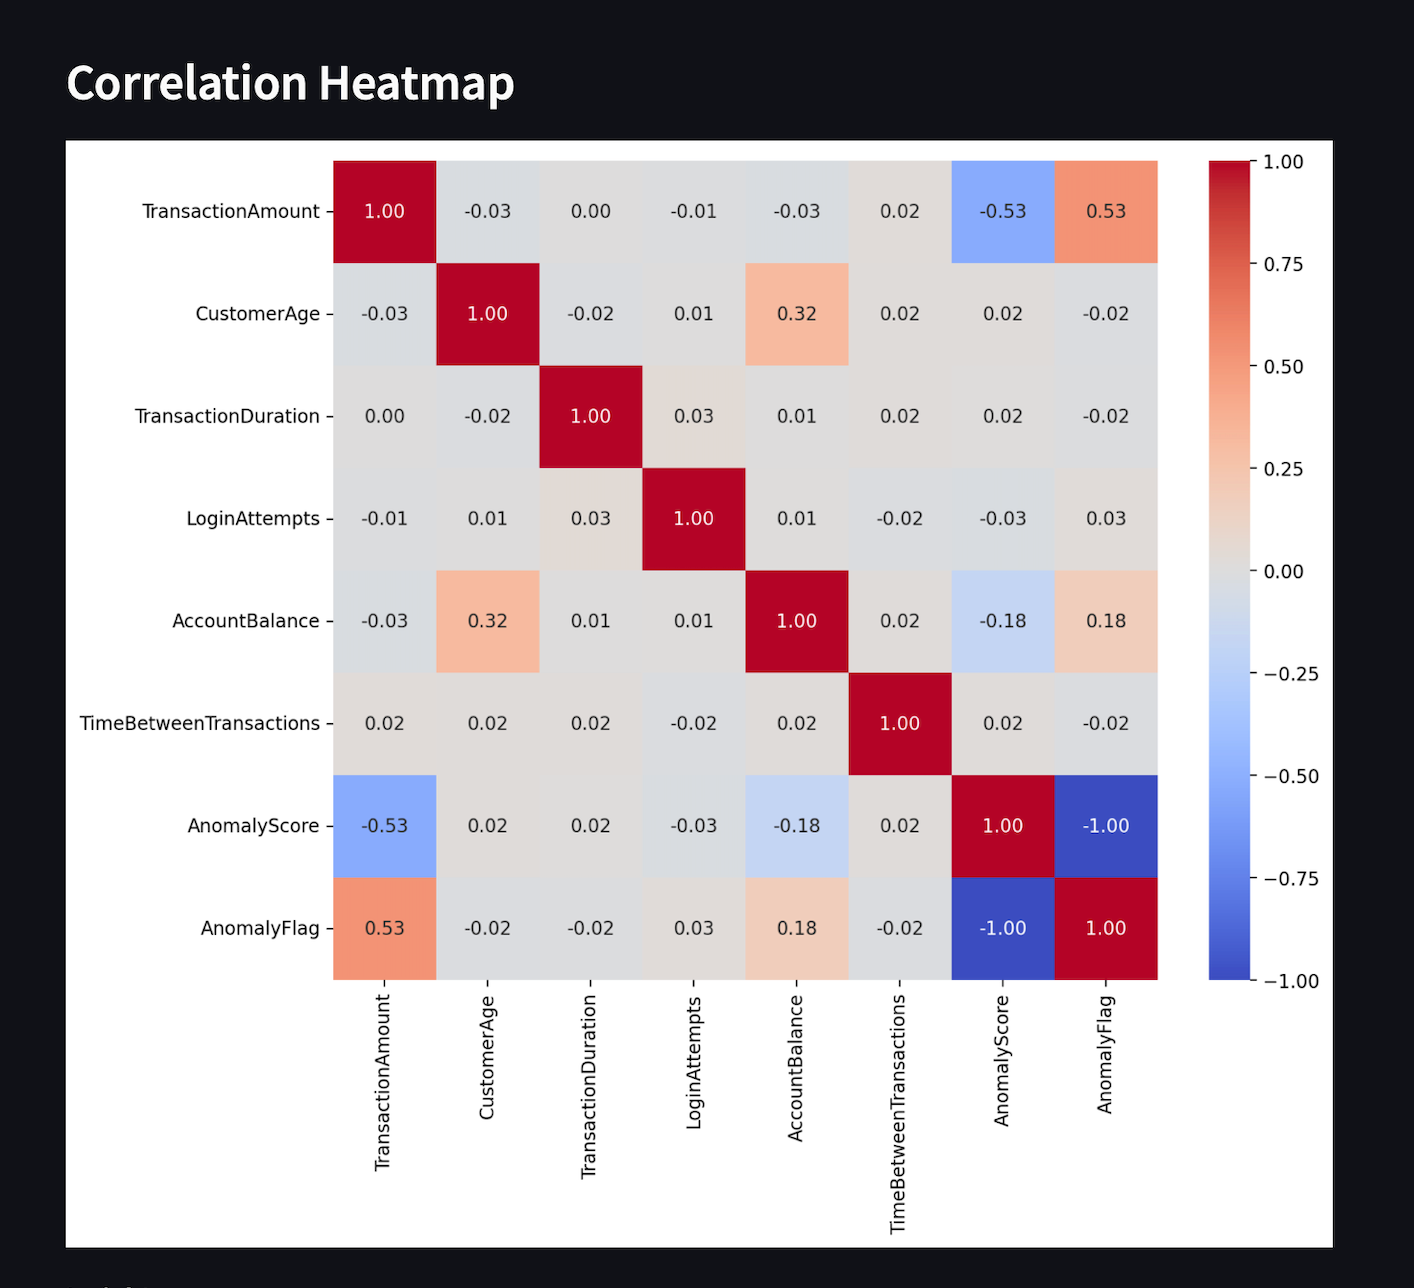 Correlation Heatmap
TransactionAmount 1.00 -0.03 0.00 -0.01 -0.03 0.02 -0.53 0.53
CustomerAge -0.03 1.00 -0.02 0.01 0.32 0.02 0.02 -0.02
TransactionDuration 0.00 -0.02 1.00 0.03 0.01 0.02 0.02 -0.02
LoginAttempts -0.01 0.01 0.03 1.00 0.01 -0.02 -0.03 0.03
AccountBalance -0.03 0.32 0.01 0.01 1.00 0.02 -0.18 0.18
TimeBetweenTransactions 0.02 0.02 0.02 -0.02 0.02 1.00 0.02 -0.02
AnomalyScore -0.53 0.02 0.02 -0.03 -0.18 0.02 1.00 -1.00
AnomalyFlag 0.53 -0.02 -0.02 0.03 0.18 -0.02 -1.00 1.00
TransactionAmount
CustomerAge
TransactionDuration
LoginAttempts
AccountBalance
TimeBetweenTransactions
AnomalyScore
AnomalyFlag
1.00
0.75
0.50
0.25
0.00
−0.25
−0.50
−0.75
−1.00